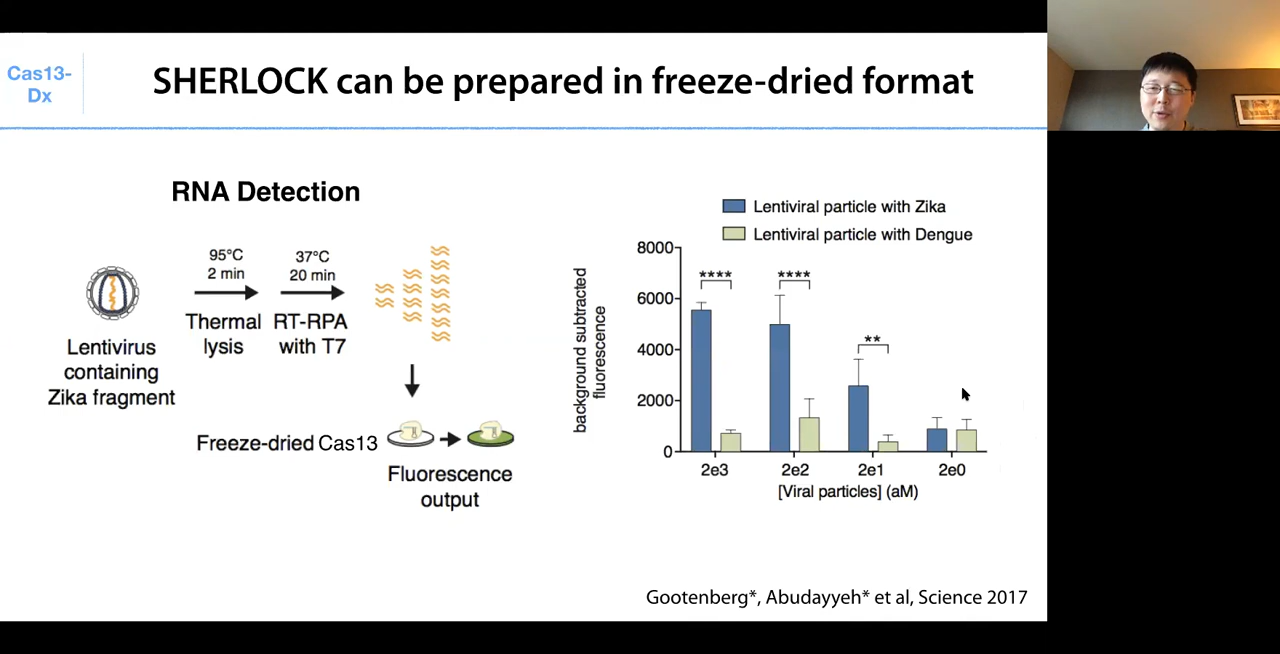 Cas13-
Dx
SHERLOCK can be prepared in freeze-dried format
RNA Detection
95°C
2 min
37°C
20 min
Thermal
lysis
RT-RPA
with T7
Lentivirus
containing
Zika fragment
Freeze-dried Cas13
Fluorescence
output
Lentiviral particle with Zika
Lentiviral particle with Dengue
background subtracted
fluorescence
8000
6000
4000
2000
0
****
****
**
2e3
2e2
2e1
2e0
[Viral particles] (aM)
Gootenberg*, Abudayyeh* et al, Science 2017